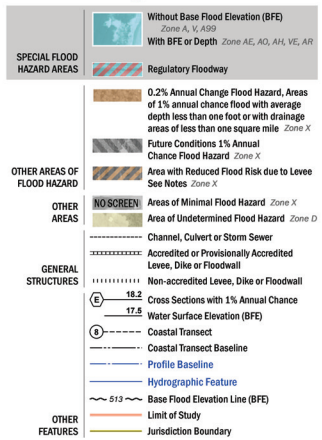 Without Base Flood Elevation (BFE)
Zone A, V, A99
With BFE or Depth Zone AE, AO, AH, VE, AR
SPECIAL FLOOD
HAZARD AREAS
Regulatory Floodway
0.2% Annual Change Flood Hazard, Areas
of 1% annual chance flood with average
depth less than one foot or with drainage
areas of less than one square mile Zone X
Future Conditions 1% Annual
Chance Flood Hazard Zone X
OTHER AREAS OF
FLOOD HAZARD
Area with Reduced Flood Risk due to Levee
See Notes Zone X
OTHER
AREAS
NO SCREEN Areas of Minimal Flood Hazard Zone X
Area of Undetermined Flood Hazard Zone D
GENERAL
STRUCTURES
Channel, Culvert or Storm Sewer
Accredited or Provisionally Accredited
Levee, Dike or Floodwall
Non-accredited Levee, Dike or Floodwall
E 18.2 Cross Sections with 1% Annual Chance
17.5 Water Surface Elevation (BFE)
8 Coastal Transect
Coastal Transect Baseline
Profile Baseline
Hydrographic Feature
513 Base Flood Elevation Line (BFE)
OTHER
FEATURES
Limit of Study
Jurisdiction Boundary